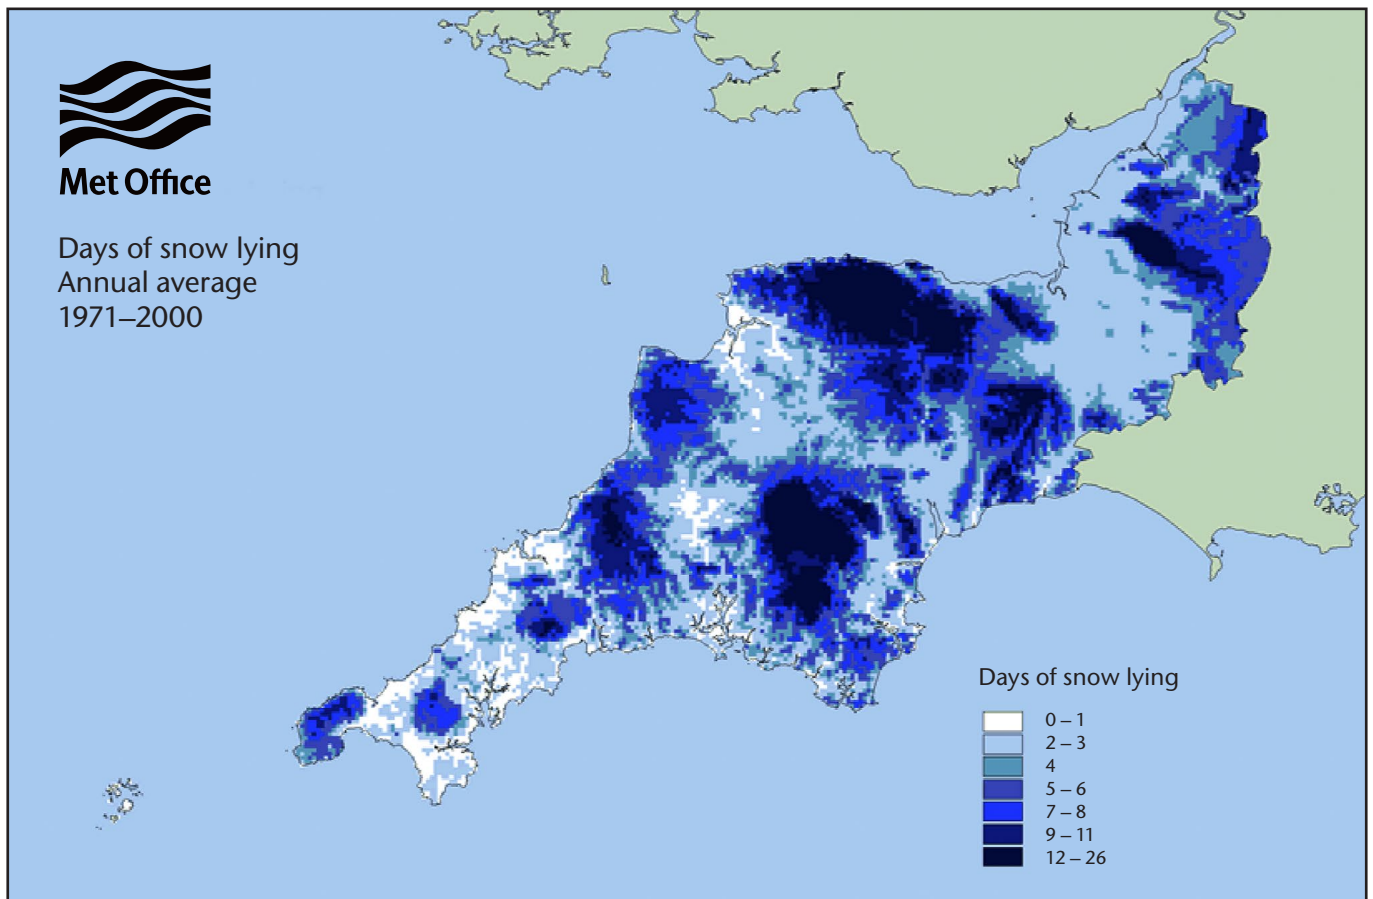 Met Office
Days of snow lying
Annual average
1971–2000
Days of snow lying
0 – 1
2 – 3
4
5 – 6
7 – 8
9 – 11
12 – 26